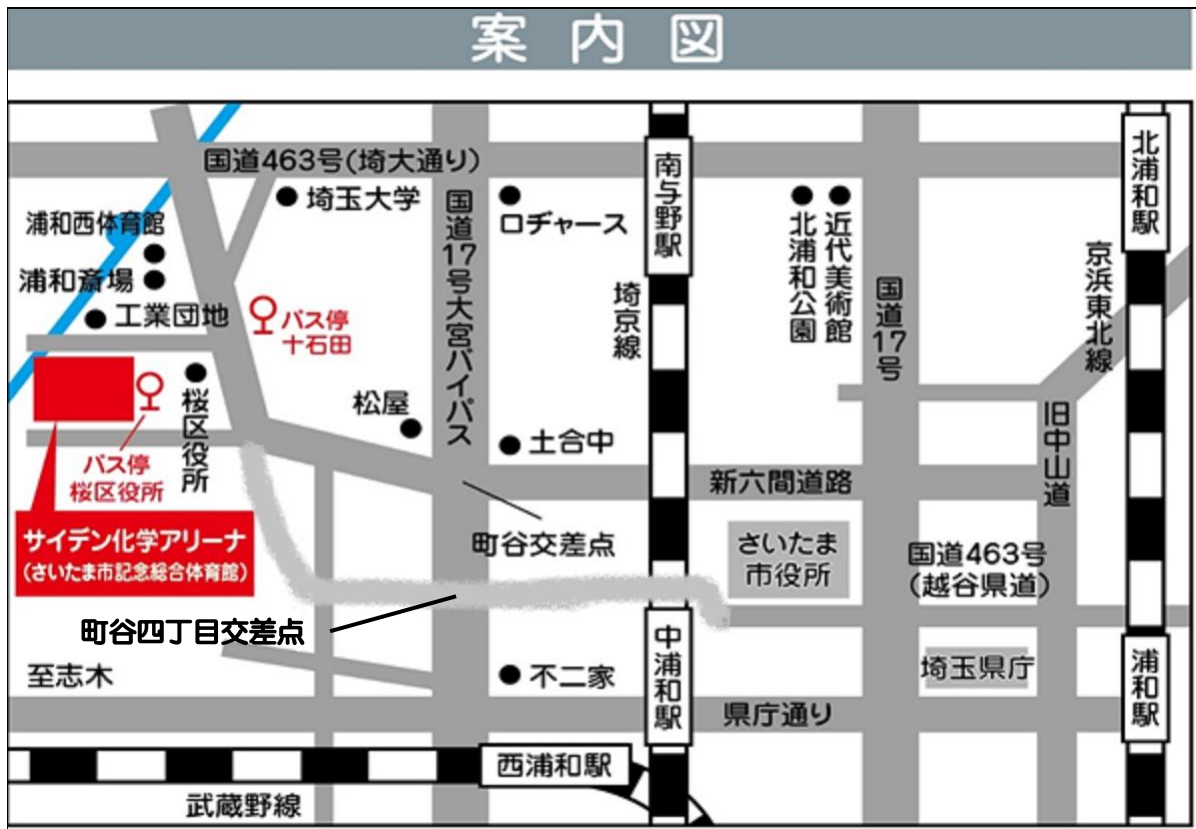 案内図
国道463号(埼大通り)
埼玉大学
国道17号大宮バイパス
ロヂャース
南与野駅
埼京線
北浦和公園
近代美術館
国道17号
北浦和駅
京浜東北線
浦和西体育館
浦和斎場
工業団地
バス停
十石田
桜区役所
バス停
桜区役所
松屋
土合中
新六間道路
旧中山道
サイデン化学アリーナ
(さいたま市記念総合体育館)
町谷交差点
さいたま
市役所
国道463号
(越谷県道)
町谷四丁目交差点
至志木
不二家
中浦和駅
県庁通り
埼玉県庁
浦和駅
西浦和駅
武蔵野線